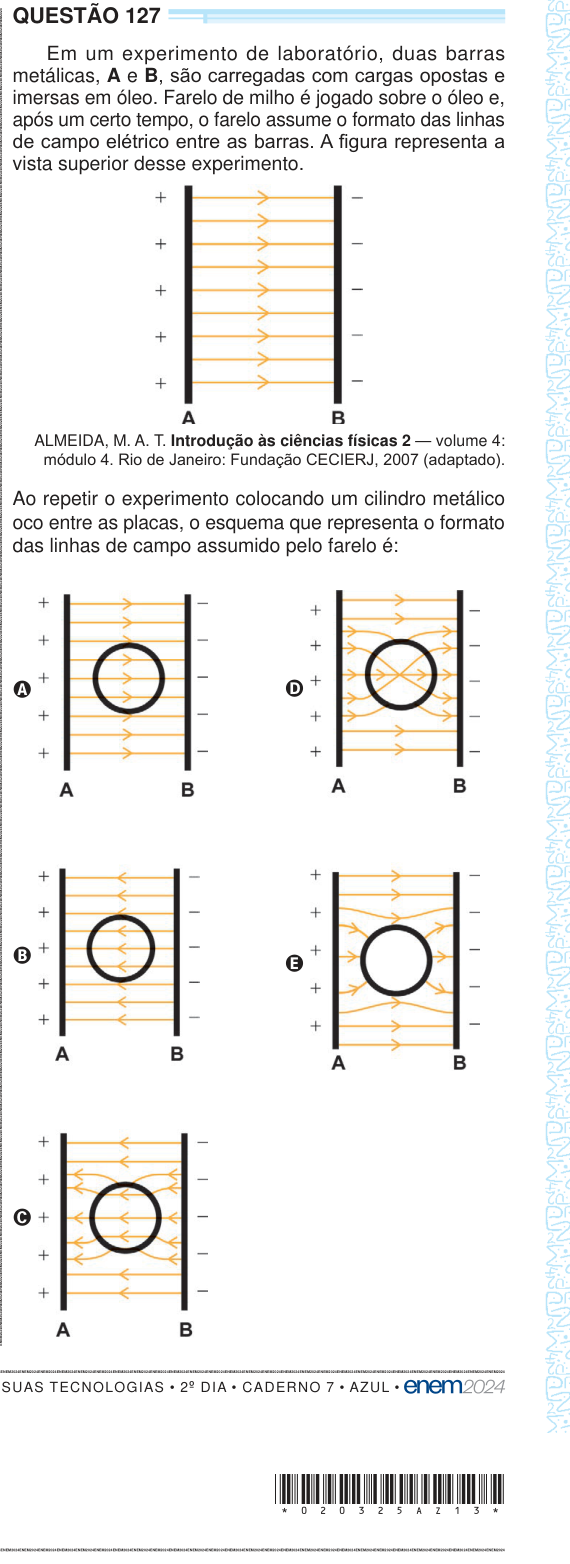 QUESTÃO 127
Em um experimento de laboratório, duas barras
metálicas, A e B, são carregadas com cargas opostas e
imersas em óleo. Farelo de milho é jogado sobre o óleo e,
após um certo tempo, o farelo assume o formato das linhas
de campo elétrico entre as barras. A figura representa a
vista superior desse experimento.
+ −
+ −
+ −
+ −
+ −
A B
ALMEIDA, M. A. T. Introdução às ciências físicas 2 — volume 4:
módulo 4. Rio de Janeiro: Fundação CECIERJ, 2007 (adaptado).
Ao repetir o experimento colocando um cilindro metálico
oco entre as placas, o esquema que representa o formato
das linhas de campo assumido pelo farelo é:
A
+ −
+ −
+ −
+ −
+ −
A B
B
+ −
+ −
+ −
+ −
+ −
A B
C
+ −
+ −
+ −
+ −
+ −
A B
D
+ −
+ −
+ −
+ −
+ −
A B
E
+ −
+ −
+ −
+ −
+ −
A B
SUAS TECNOLOGIAS • 2º DIA • CADERNO 7 • AZUL • enem2024
* 0 2 0 3 2 5 A Z 1 3 *